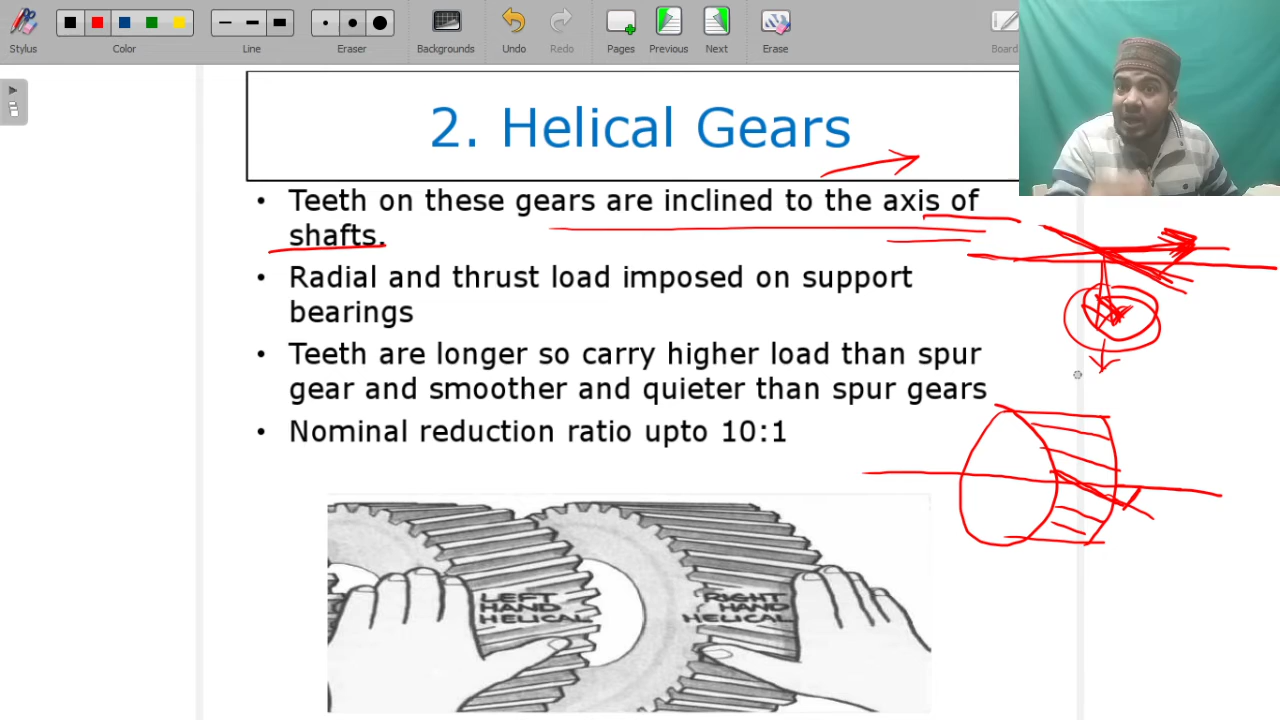 Stylus
Color
Line
Eraser
Backgrounds
Undo
Redo
Pages
Previous
Next
Erase
Board
2. Helical Gears
• Teeth on these gears are inclined to the axis of
shafts.
• Radial and thrust load imposed on support
bearings
• Teeth are longer so carry higher load than spur
gear and smoother and quieter than spur gears
• Nominal reduction ratio upto 10:1
LEFT
HAND
HELICAL
RIGHT
HAND
HELICAL